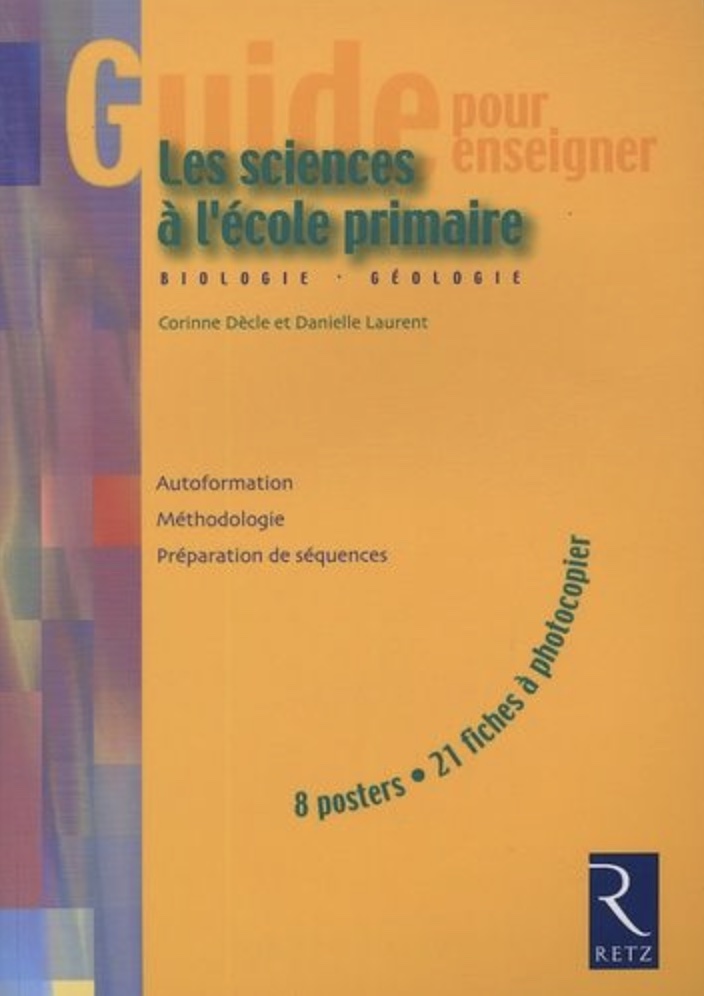 Guide pour
enseigner
Les sciences
à l'école primaire
BIOLOGIE · GÉOLOGIE
Corinne Dècle et Danielle Laurent
Autoformation
Méthodologie
Préparation de séquences
8 posters • 21 fiches à photocopier
R
RETZ